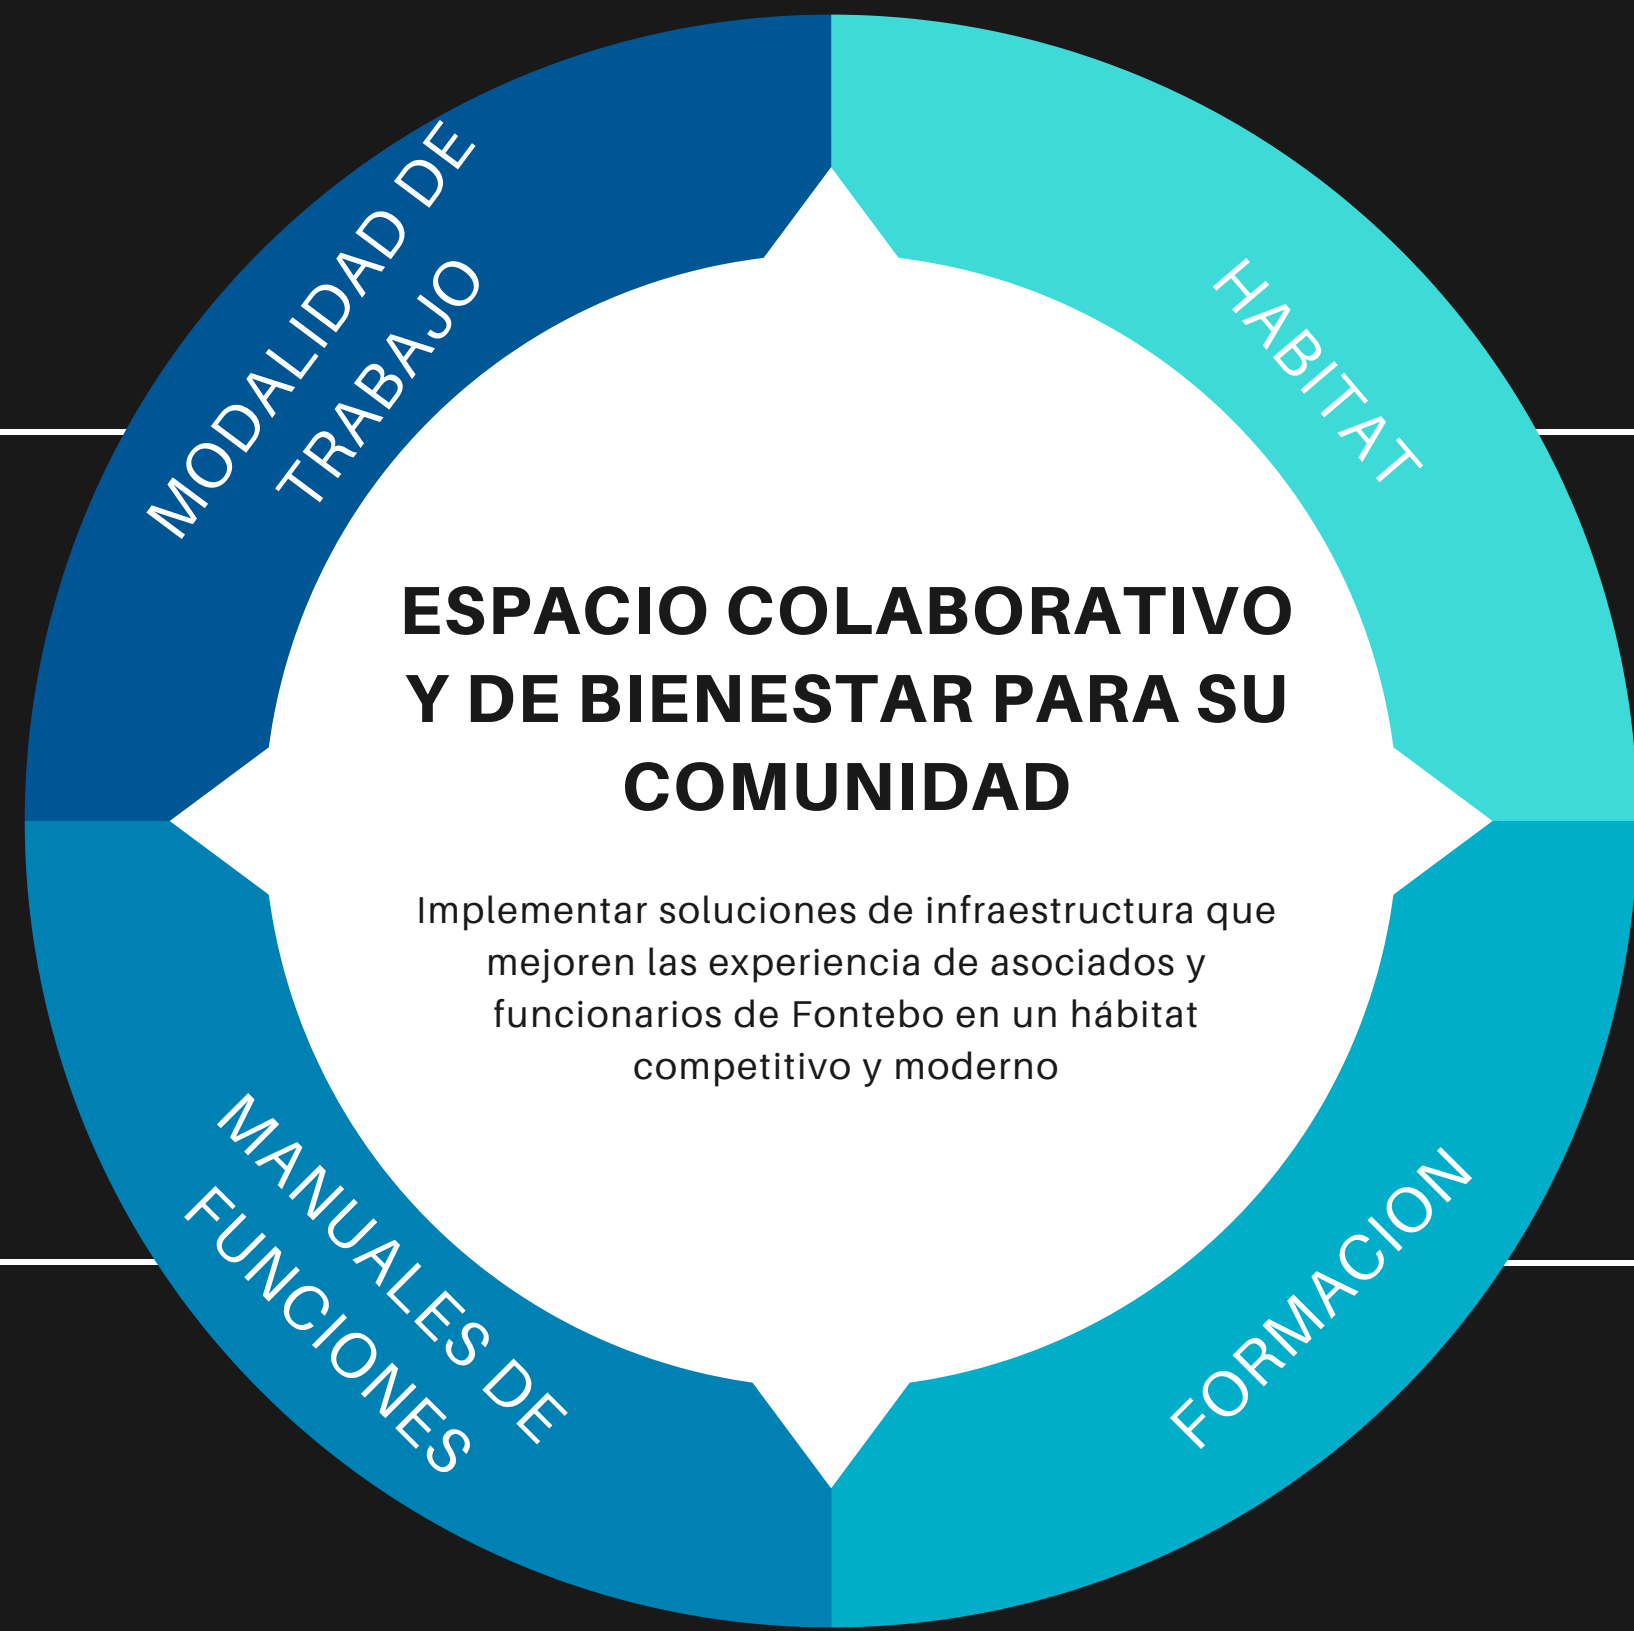 MODALIDAD DE
TRABAJO
HABITAT
ESPACIO COLABORATIVO
Y DE BIENESTAR PARA SU
COMUNIDAD
Implementar soluciones de infraestructura que
mejoren las experiencia de asociados y
funcionarios de Fontebo en un hábitat
competitivo y moderno
MANUALES DE
FUNCIONES
FORMACION